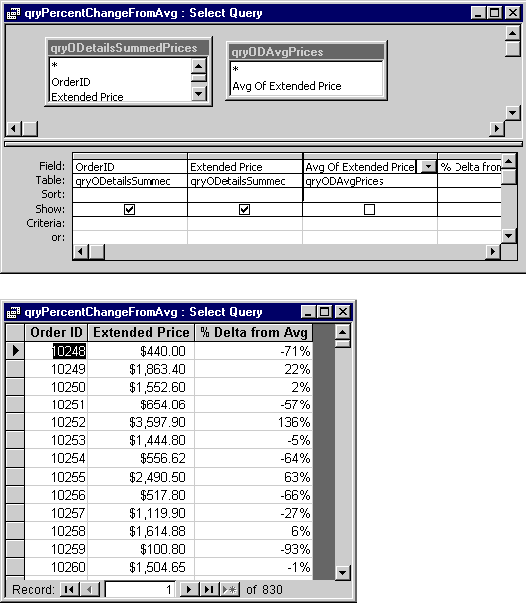 qryPercentChangeFromAvg : Select Query
qryODetailsSummedPrices
*
OrderID
Extended Price
qryODAvgPrices
*
Avg Of Extended Price
Field: OrderID Extended Price Avg Of Extended Price % Delta from
Table: qryODetailsSummec qryODetailsSummec qryODAvgPrices
Sort:
Show:
Criteria:
or:
qryPercentChangeFromAvg : Select Query
Order ID Extended Price % Delta from Avg
10248 $440.00 -71%
10249 $1,863.40 22%
10250 $1,552.60 2%
10251 $654.06 -57%
10252 $3,597.90 136%
10253 $1,444.80 -5%
10254 $556.62 -64%
10255 $2,490.50 63%
10256 $517.80 -66%
10257 $1,119.90 -27%
10258 $1,614.88 6%
10259 $100.80 -93%
10260 $1,504.65 -1%
Record: 1 of 830